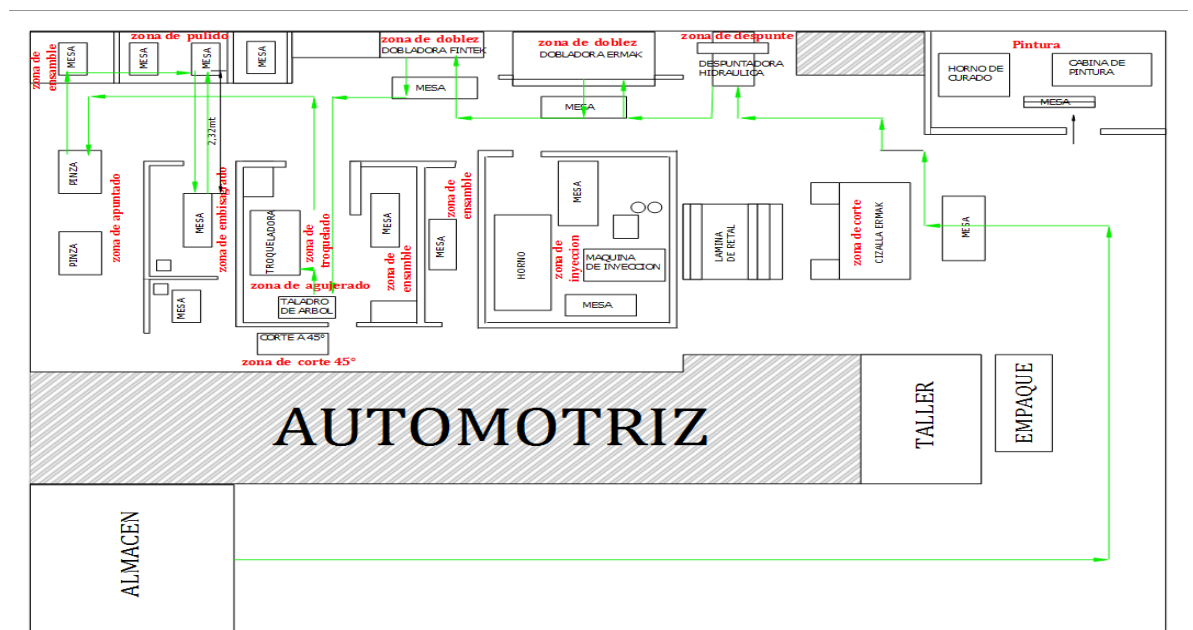 zona de pulido
zona de doblez
DOBLADORA FINTEK
zona de doblez
DOBLADORA ERMAK
zona de despunte
DESPUNTADORA
HIDRAULICA
Pintura
HORNO DE
CURADO
CABINA DE
PINTURA
MESA
zona de
ensamble
MESA
MESA
MESA
MESA
MESA
MESA
2,32mt
PINZA
PINZA
zona de apuntado
MESA
zona de embisagrado
MESA
TROQUELADORA
zona de
troquelado
zona de agujerado
TALADRO
DE ARBOL
CORTE A 45°
zona de corte 45°
MESA
zona de
ensamble
MESA
zona de
ensamble
HORNO
zona de
inyeccion
MESA
MAQUINA
DE INYECCION
MESA
LAMINA
DE RETAL
zona de corte
CIZALLA ERMAK
MESA
AUTOMOTRIZ
TALLER
EMPAQUE
ALMACEN